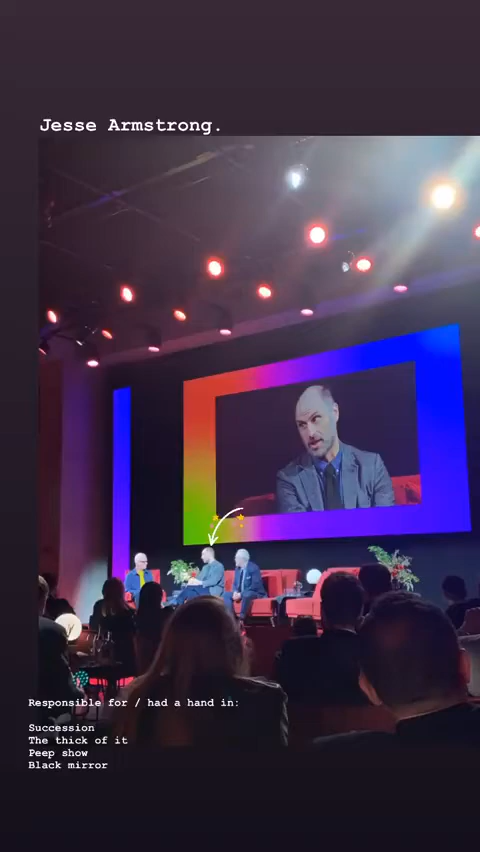 Jesse Armstrong.
Responsible for / had a hand in:
Succession
The thick of it
Peep show
Black mirror